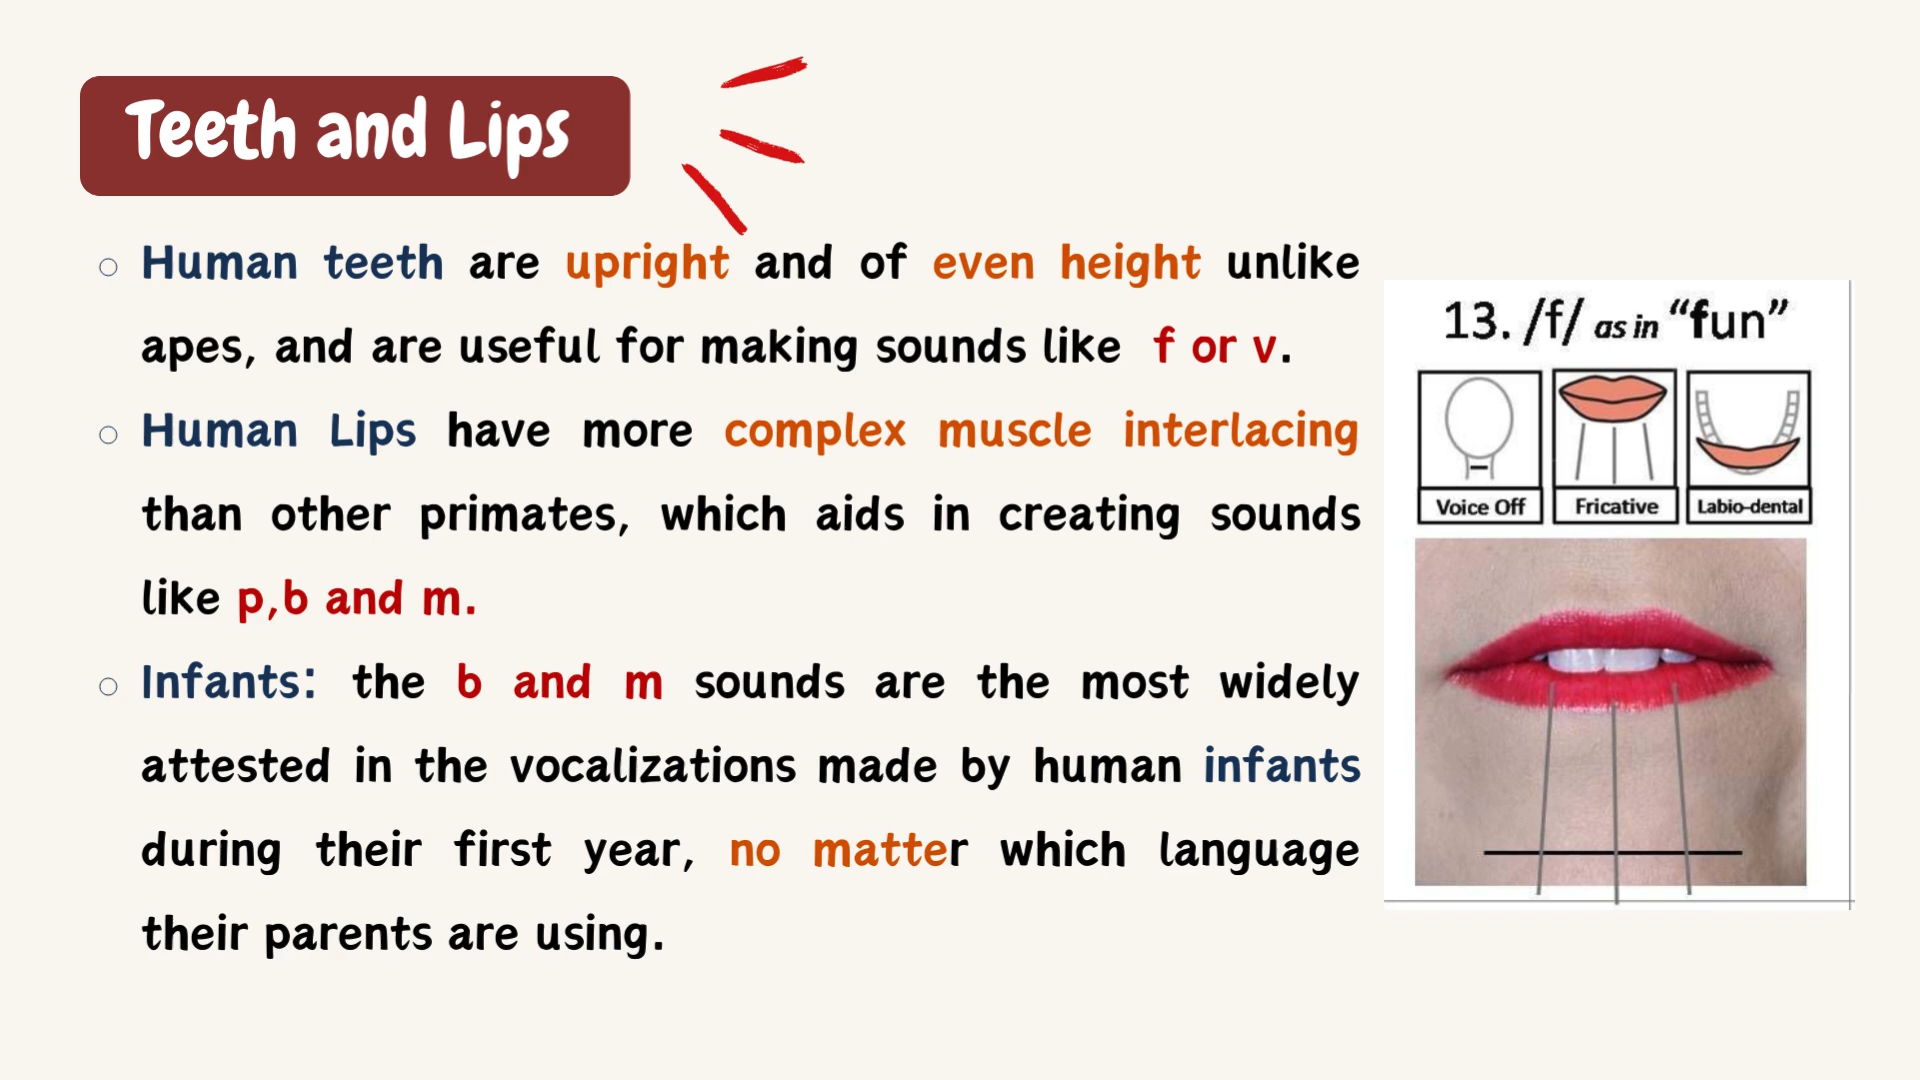 Teeth and Lips
Human teeth are upright and of even height unlike
apes, and are useful for making sounds like f or v.
Human Lips have more complex muscle interlacing
than other primates, which aids in creating sounds
like p,b and m.
Infants: the b and m sounds are the most widely
attested in the vocalizations made by human infants
during their first year, no matter which language
their parents are using.
13. /f/ as in “fun”
Voice Off
Fricative
Labio-dental